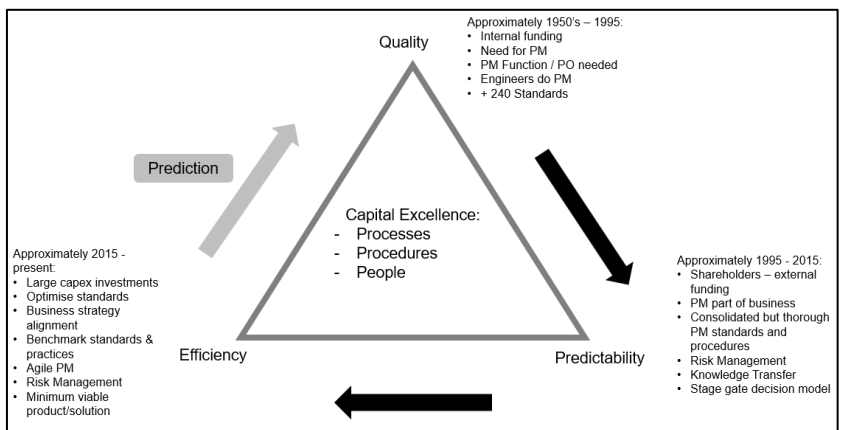 Approximately 1950's – 1995:
• Internal funding
• Need for PM
• PM Function / PO needed
• Engineers do PM
• + 240 Standards
Quality
Prediction
Capital Excellence:
- Processes
- Procedures
- People
Approximately 2015 -
present:
• Large capex investments
• Optimise standards
• Business strategy
alignment
• Benchmark standards &
practices
• Agile PM
• Risk Management
• Minimum viable
product/solution
Efficiency
Predictability
Approximately 1995 - 2015:
• Shareholders – external
funding
• PM part of business
• Consolidated but thorough
PM standards and
procedures
• Risk Management
• Knowledge Transfer
• Stage gate decision model